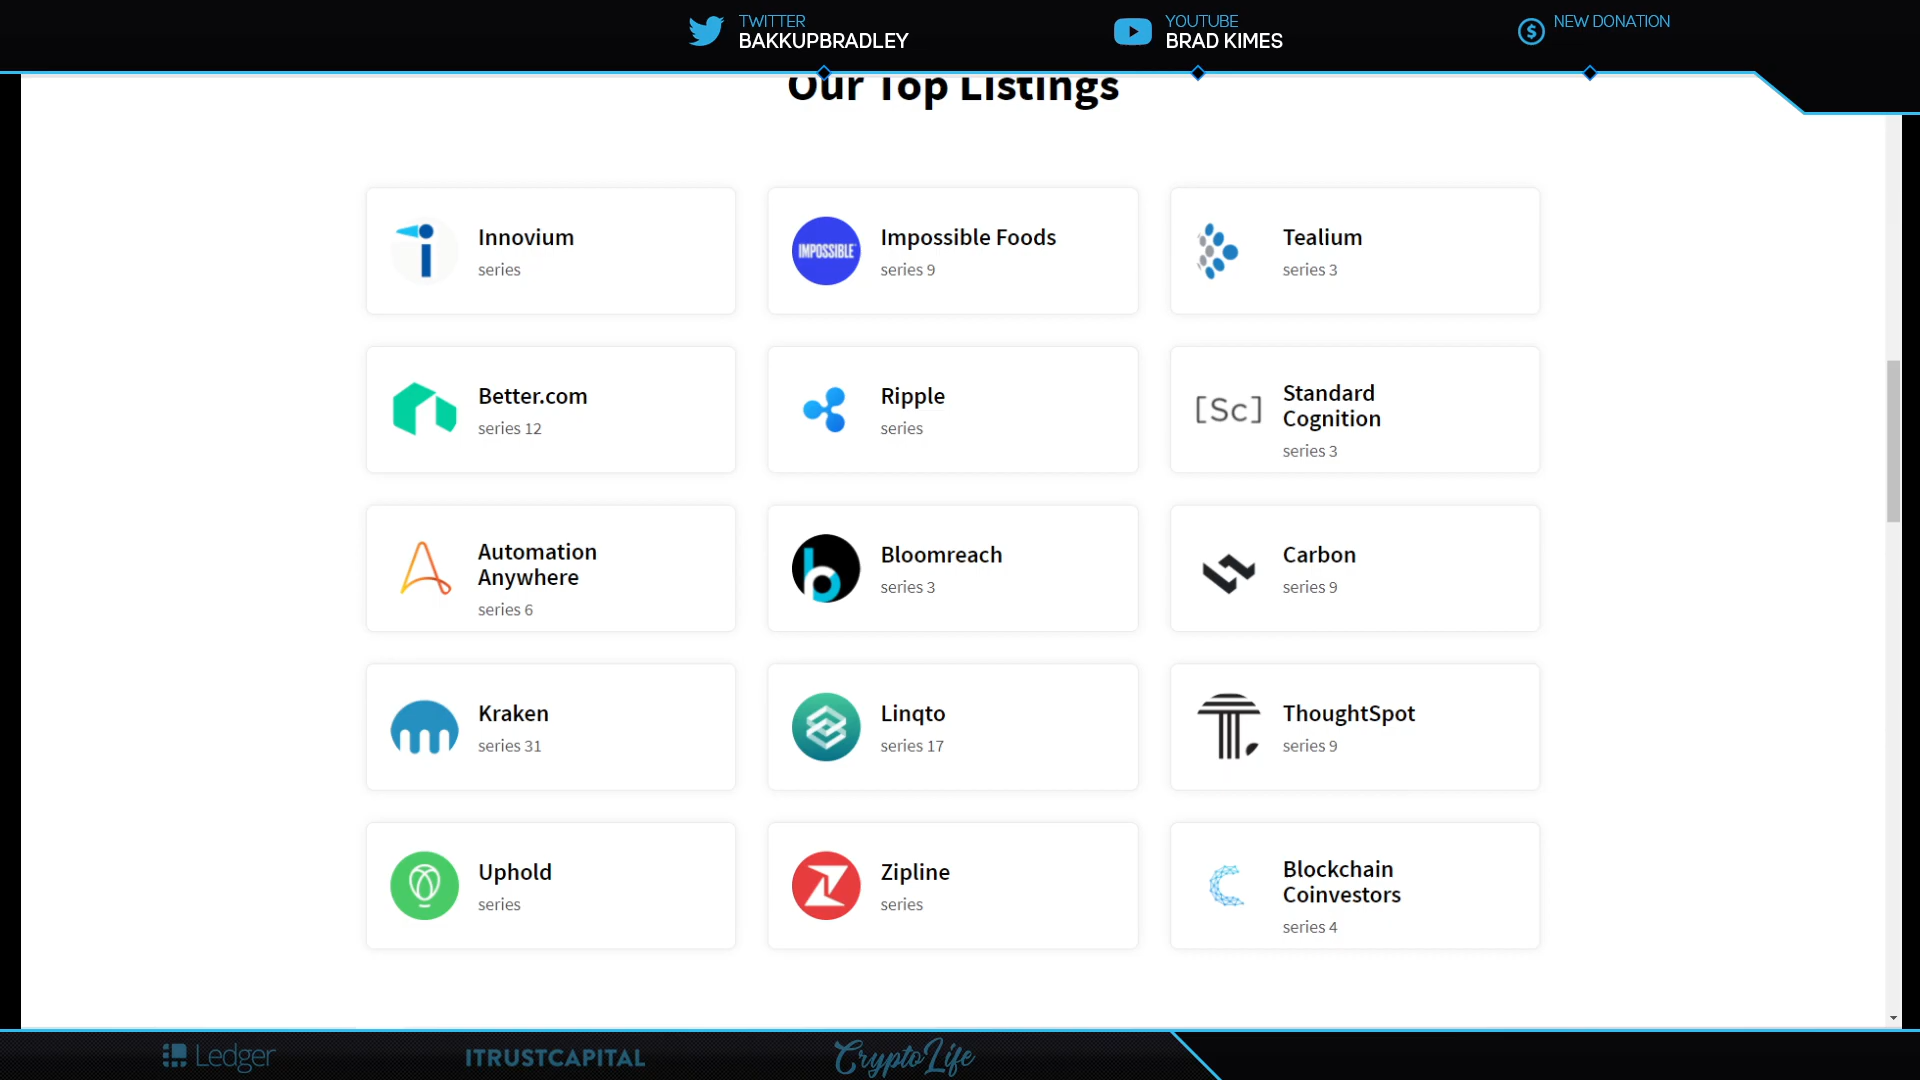 TWITTER
BAKKUPBRADLEY
YOUTUBE
BRAD KIMES
NEW DONATION
Our Top Listings
Innovium
series
IMPOSSIBLE
Impossible Foods
series 9
Tealium
series 3
Better.com
series 12
Ripple
series
[Sc]
Standard
Cognition
series 3
Automation
Anywhere
series 6
Bloomreach
series 3
Carbon
series 9
Kraken
series 31
Linqto
series 17
ThoughtSpot
series 9
Uphold
series
Zipline
series
Blockchain
Coinvestors
series 4
Ledger
ITRUSTCAPITAL
CryptoLife